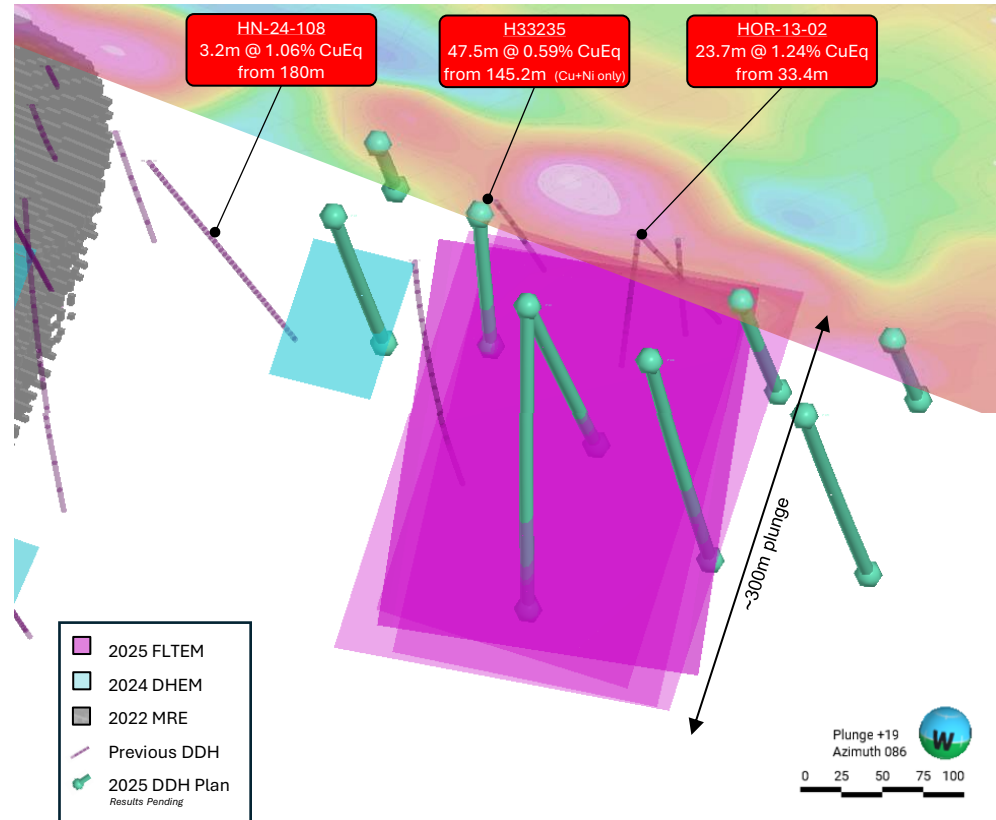 HN-24-108
3.2m @ 1.06% CuEq
from 180m
H33235
47.5m @ 0.59% CuEq
from 145.2m (Cu+Ni only)
HOR-13-02
23.7m @ 1.24% CuEq
from 33.4m
~300m plunge
2025 FLTEM
2024 DHEM
2022 MRE
Previous DDH
2025 DDH Plan
Results Pending
Plunge +19
Azimuth 086
W
0 25 50 75 100